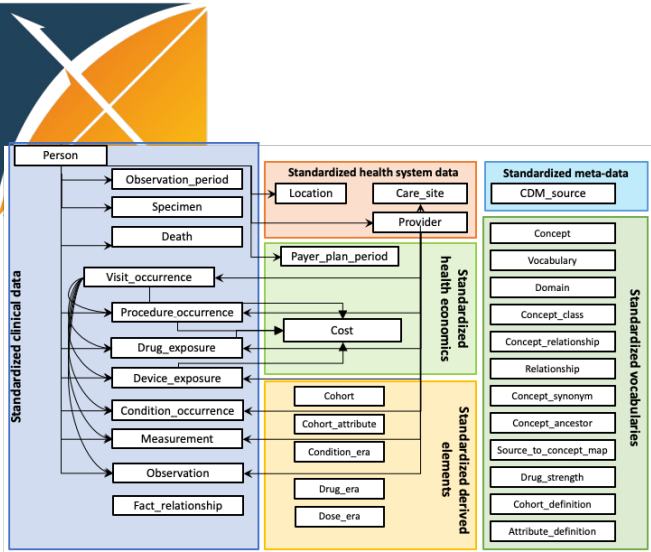 Person
Standardized clinical data
Observation_period
Specimen
Death
Visit_occurrence
Procedure_occurrence
Drug_exposure
Device_exposure
Condition_occurrence
Measurement
Observation
Fact_relationship
Standardized health system data
Location
Care_site
Provider
Payer_plan_period
Cost
Standardized
health economics
Cohort
Cohort_attribute
Condition_era
Drug_era
Dose_era
Standardized derived
elements
Standardized meta-data
CDM_source
Concept
Vocabulary
Domain
Concept_class
Concept_relationship
Relationship
Concept_synonym
Concept_ancestor
Source_to_concept_map
Drug_strength
Cohort_definition
Attribute_definition
Standardized vocabularies